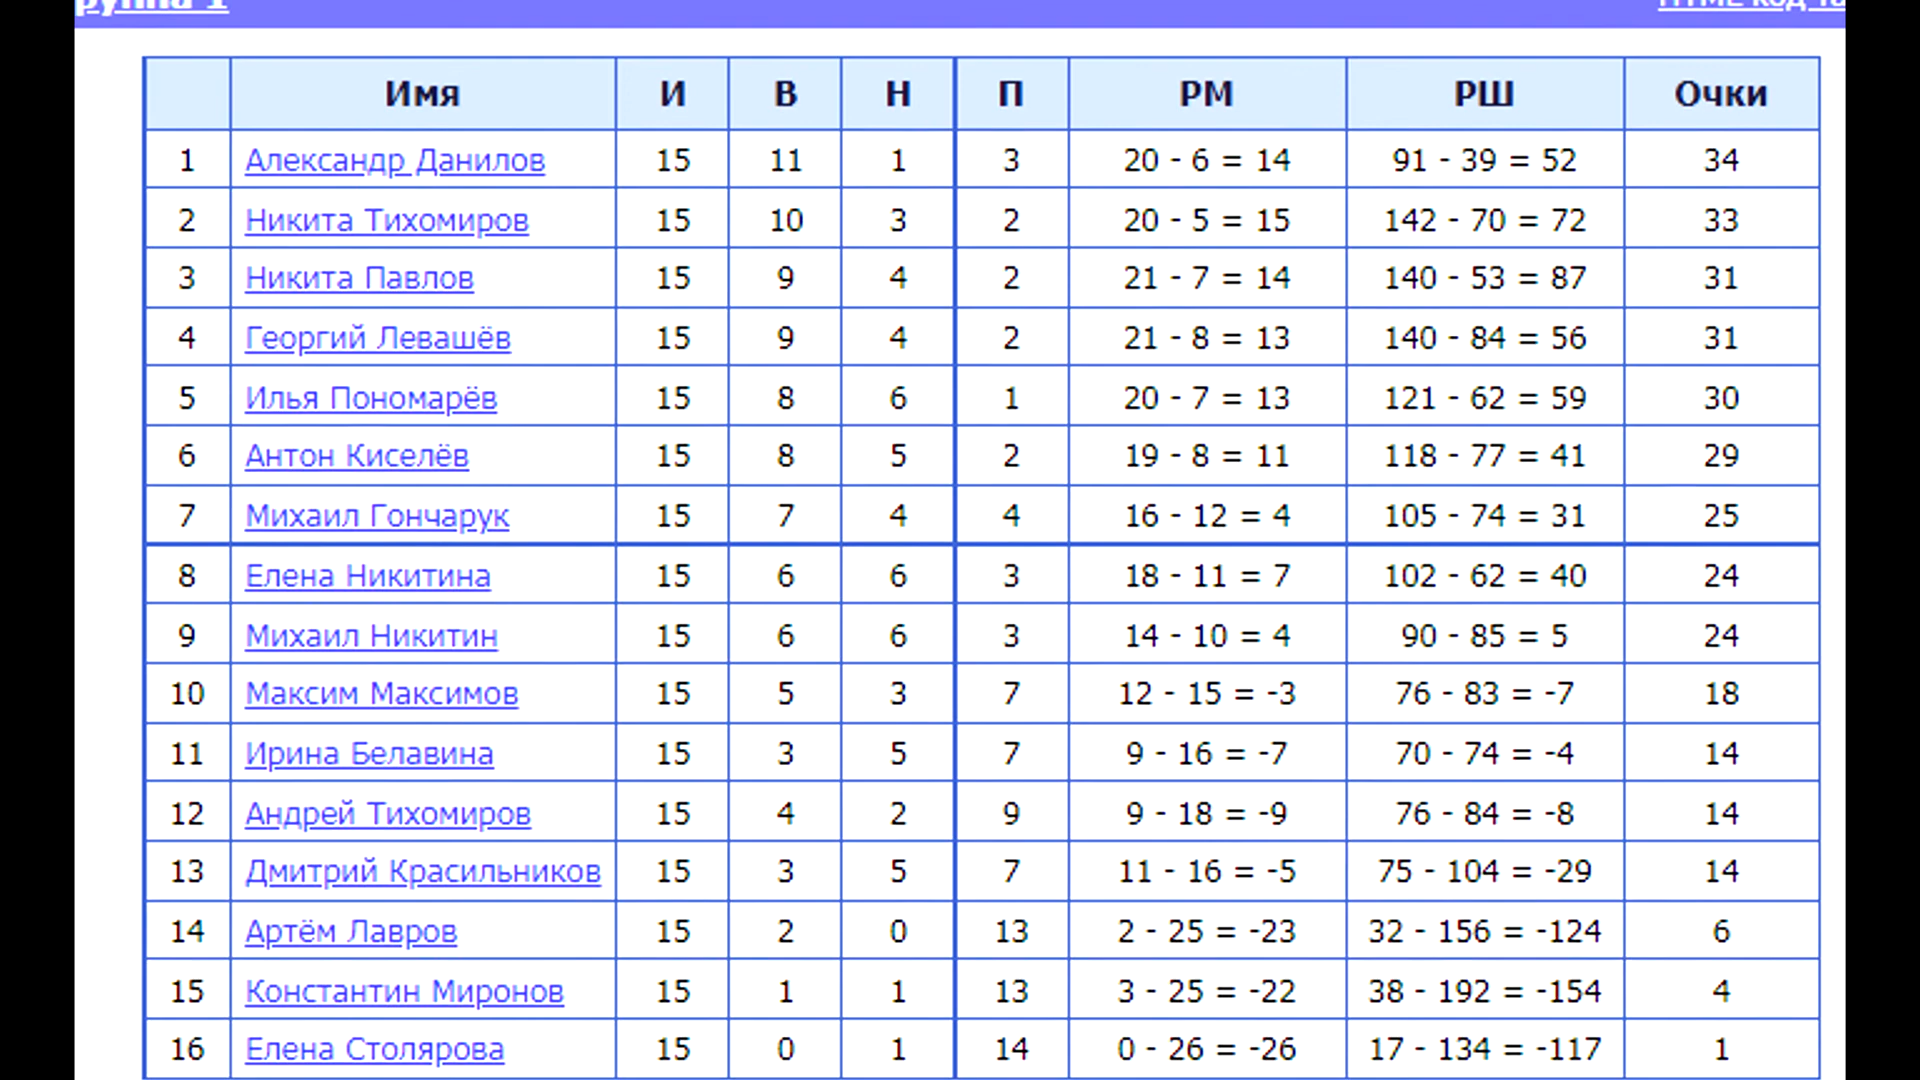 Группа 1 HTML код
Имя И В Н П РМ РШ Очки
1 Александр Данилов 15 11 1 3 20 - 6 = 14 91 - 39 = 52 34
2 Никита Тихомиров 15 10 3 2 20 - 5 = 15 142 - 70 = 72 33
3 Никита Павлов 15 9 4 2 21 - 7 = 14 140 - 53 = 87 31
4 Георгий Левашёв 15 9 4 2 21 - 8 = 13 140 - 84 = 56 31
5 Илья Пономарёв 15 8 6 1 20 - 7 = 13 121 - 62 = 59 30
6 Антон Киселёв 15 8 5 2 19 - 8 = 11 118 - 77 = 41 29
7 Михаил Гончарук 15 7 4 4 16 - 12 = 4 105 - 74 = 31 25
8 Елена Никитина 15 6 6 3 18 - 11 = 7 102 - 62 = 40 24
9 Михаил Никитин 15 6 6 3 14 - 10 = 4 90 - 85 = 5 24
10 Максим Максимов 15 5 3 7 12 - 15 = -3 76 - 83 = -7 18
11 Ирина Белавина 15 3 5 7 9 - 16 = -7 70 - 74 = -4 14
12 Андрей Тихомиров 15 4 2 9 9 - 18 = -9 76 - 84 = -8 14
13 Дмитрий Красильников 15 3 5 7 11 - 16 = -5 75 - 104 = -29 14
14 Артём Лавров 15 2 0 13 2 - 25 = -23 32 - 156 = -124 6
15 Константин Миронов 15 1 1 13 3 - 25 = -22 38 - 192 = -154 4
16 Елена Столярова 15 0 1 14 0 - 26 = -26 17 - 134 = -117 1